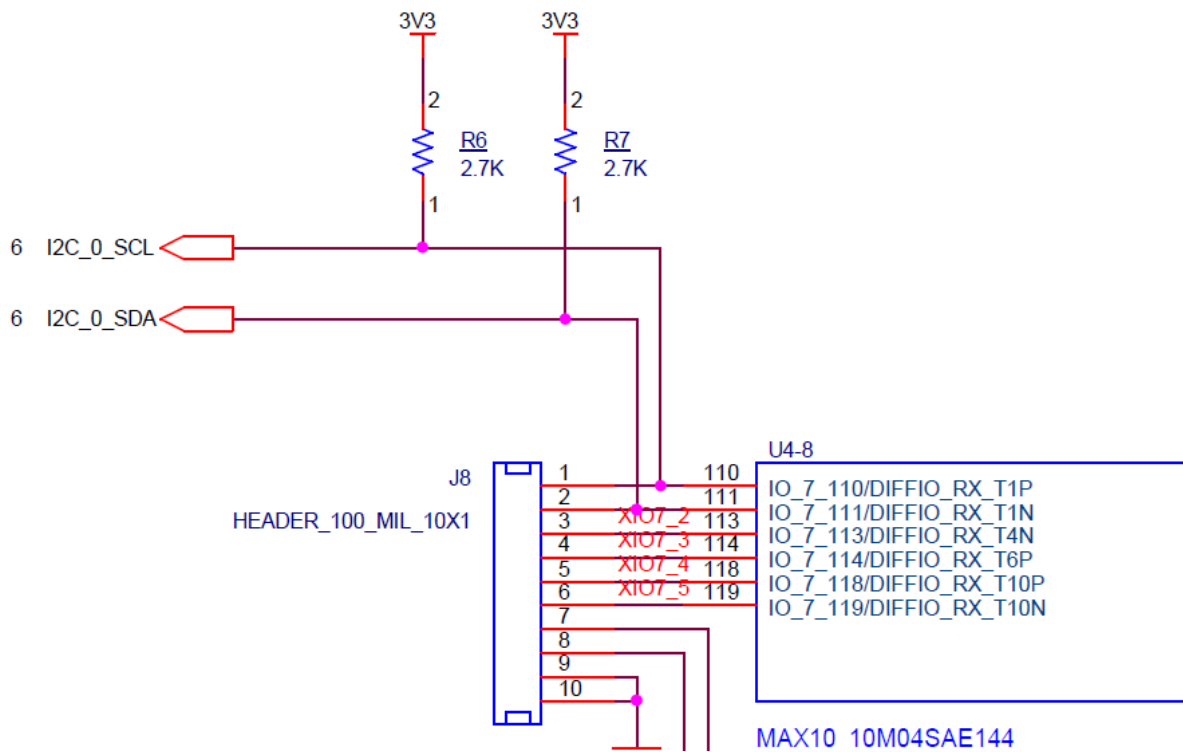 3V3 3V3
2 2
R6 R7
2.7K 2.7K
1 1
6 I2C_0_SCL
6 I2C_0_SDA
U4-8
J8
HEADER_100_MIL_10X1
1 110 IO_7_110/DIFFIO_RX_T1P
2 111 IO_7_111/DIFFIO_RX_T1N
3 XIO7_2 113 IO_7_113/DIFFIO_RX_T4N
4 XIO7_3 114 IO_7_114/DIFFIO_RX_T6P
5 XIO7_4 118 IO_7_118/DIFFIO_RX_T10P
6 XIO7_5 119 IO_7_119/DIFFIO_RX_T10N
7
8
9
10
MAX10_10M04SAE144